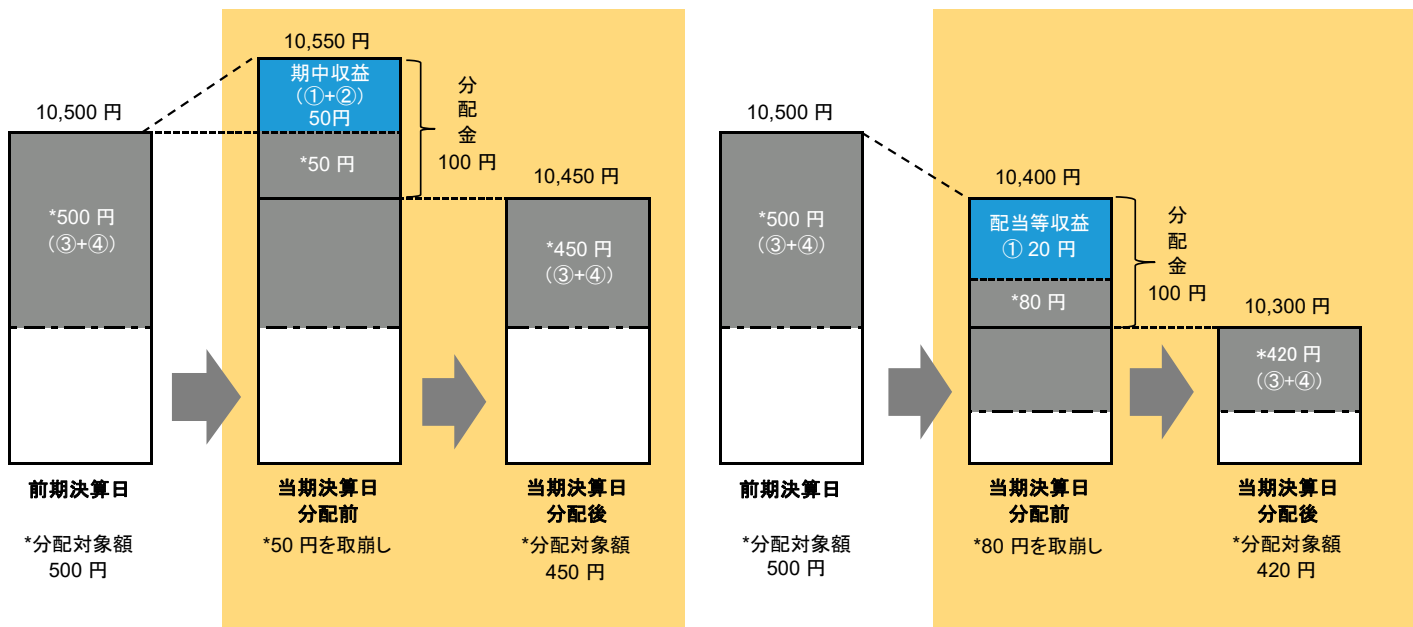 10,500 円
*500 円
(③+④)
前期決算日
*分配対象額
500 円
10,550 円
期中収益
(①+②)
50円
*50 円
分配金
100 円
当期決算日
分配前
*50 円を取崩し
10,450 円
*450 円
(③+④)
当期決算日
分配後
*分配対象額
450 円
10,500 円
*500 円
(③+④)
前期決算日
*分配対象額
500 円
10,400 円
配当等収益
① 20 円
*80 円
分配金
100 円
当期決算日
分配前
*80 円を取崩し
10,300 円
*420 円
(③+④)
当期決算日
分配後
*分配対象額
420 円